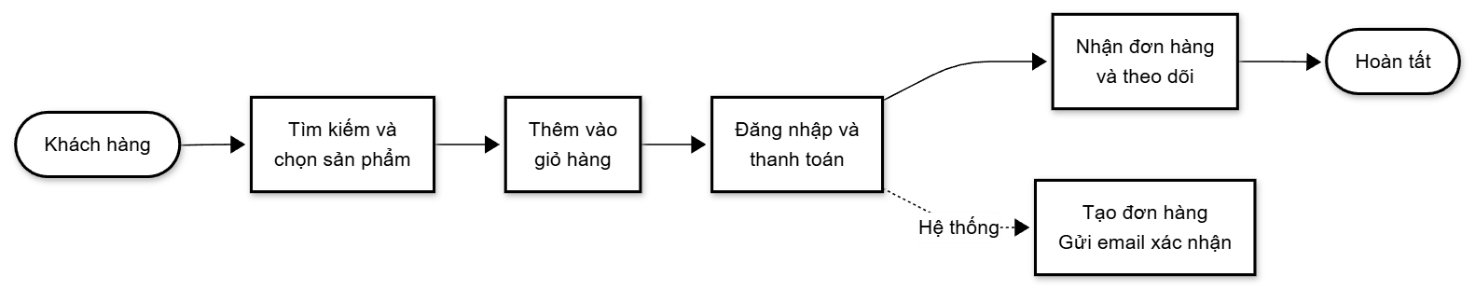 Khách hàng
Tìm kiếm và
chọn sản phẩm
Thêm vào
giỏ hàng
Đăng nhập và
thanh toán
Nhận đơn hàng
và theo dõi
Hoàn tất
Hệ thống
Tạo đơn hàng
Gửi email xác nhận